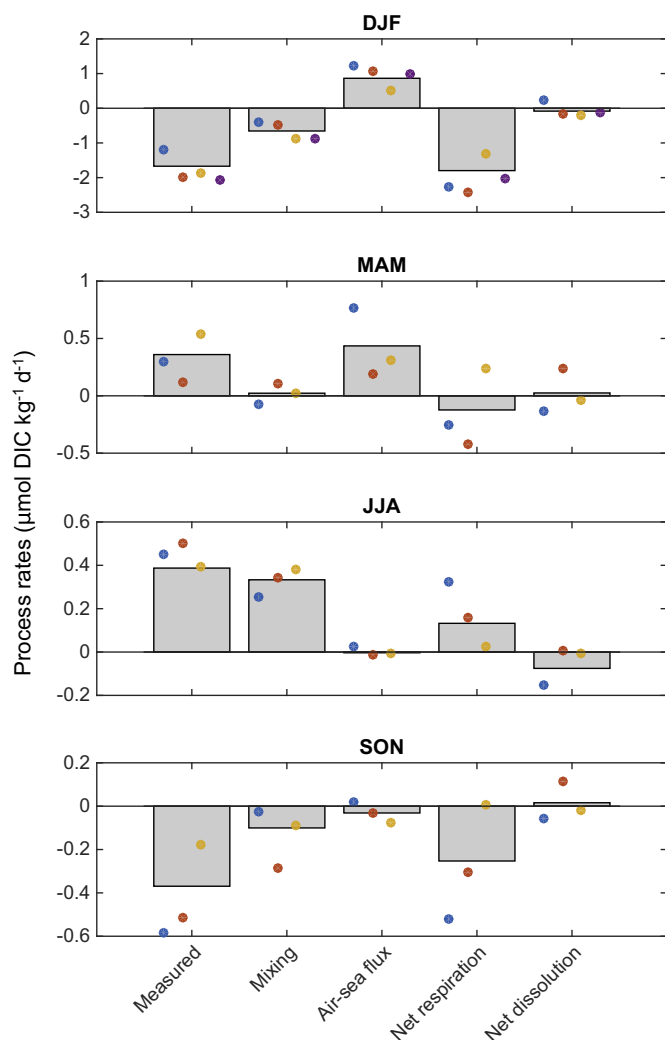 DJF
2
1
0
-1
-2
-3
MAM
1
0.5
0
-0.5
Process rates (µmol DIC kg⁻¹ d⁻¹)
JJA
0.6
0.4
0.2
0
-0.2
SON
0.2
0
-0.2
-0.4
-0.6
Measured
Mixing
Air-sea flux
Net respiration
Net dissolution